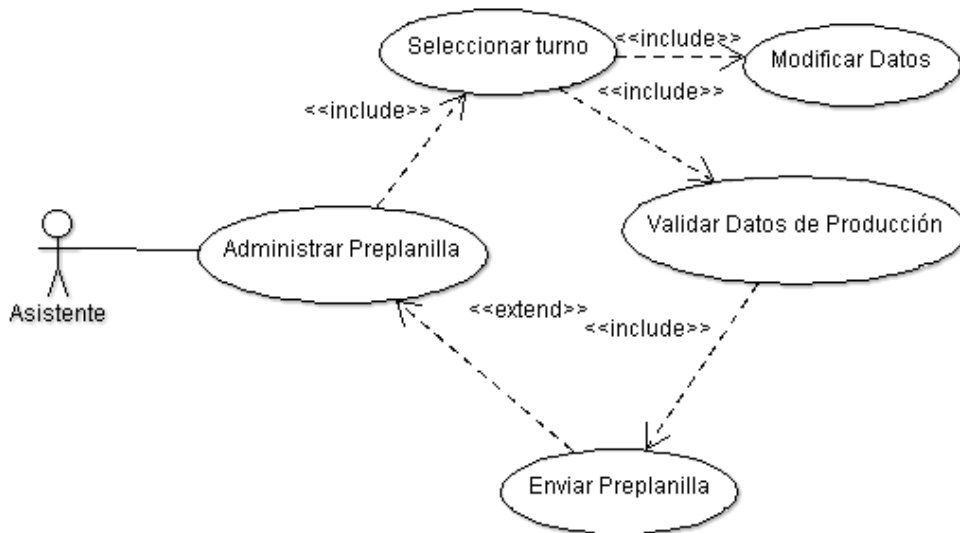 Seleccionar turno
<<include>>
Modificar Datos
<<include>>
<<include>>
Validar Datos de Producción
Administrar Preplanilla
Asistente
<<extend>>
<<include>>
Enviar Preplanilla